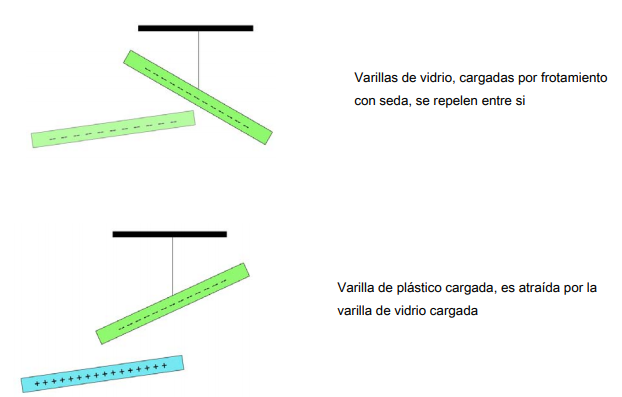 Varillas de vidrio, cargadas por frotamiento
con seda, se repelen entre si
Varilla de plástico cargada, es atraída por la
varilla de vidrio cargada